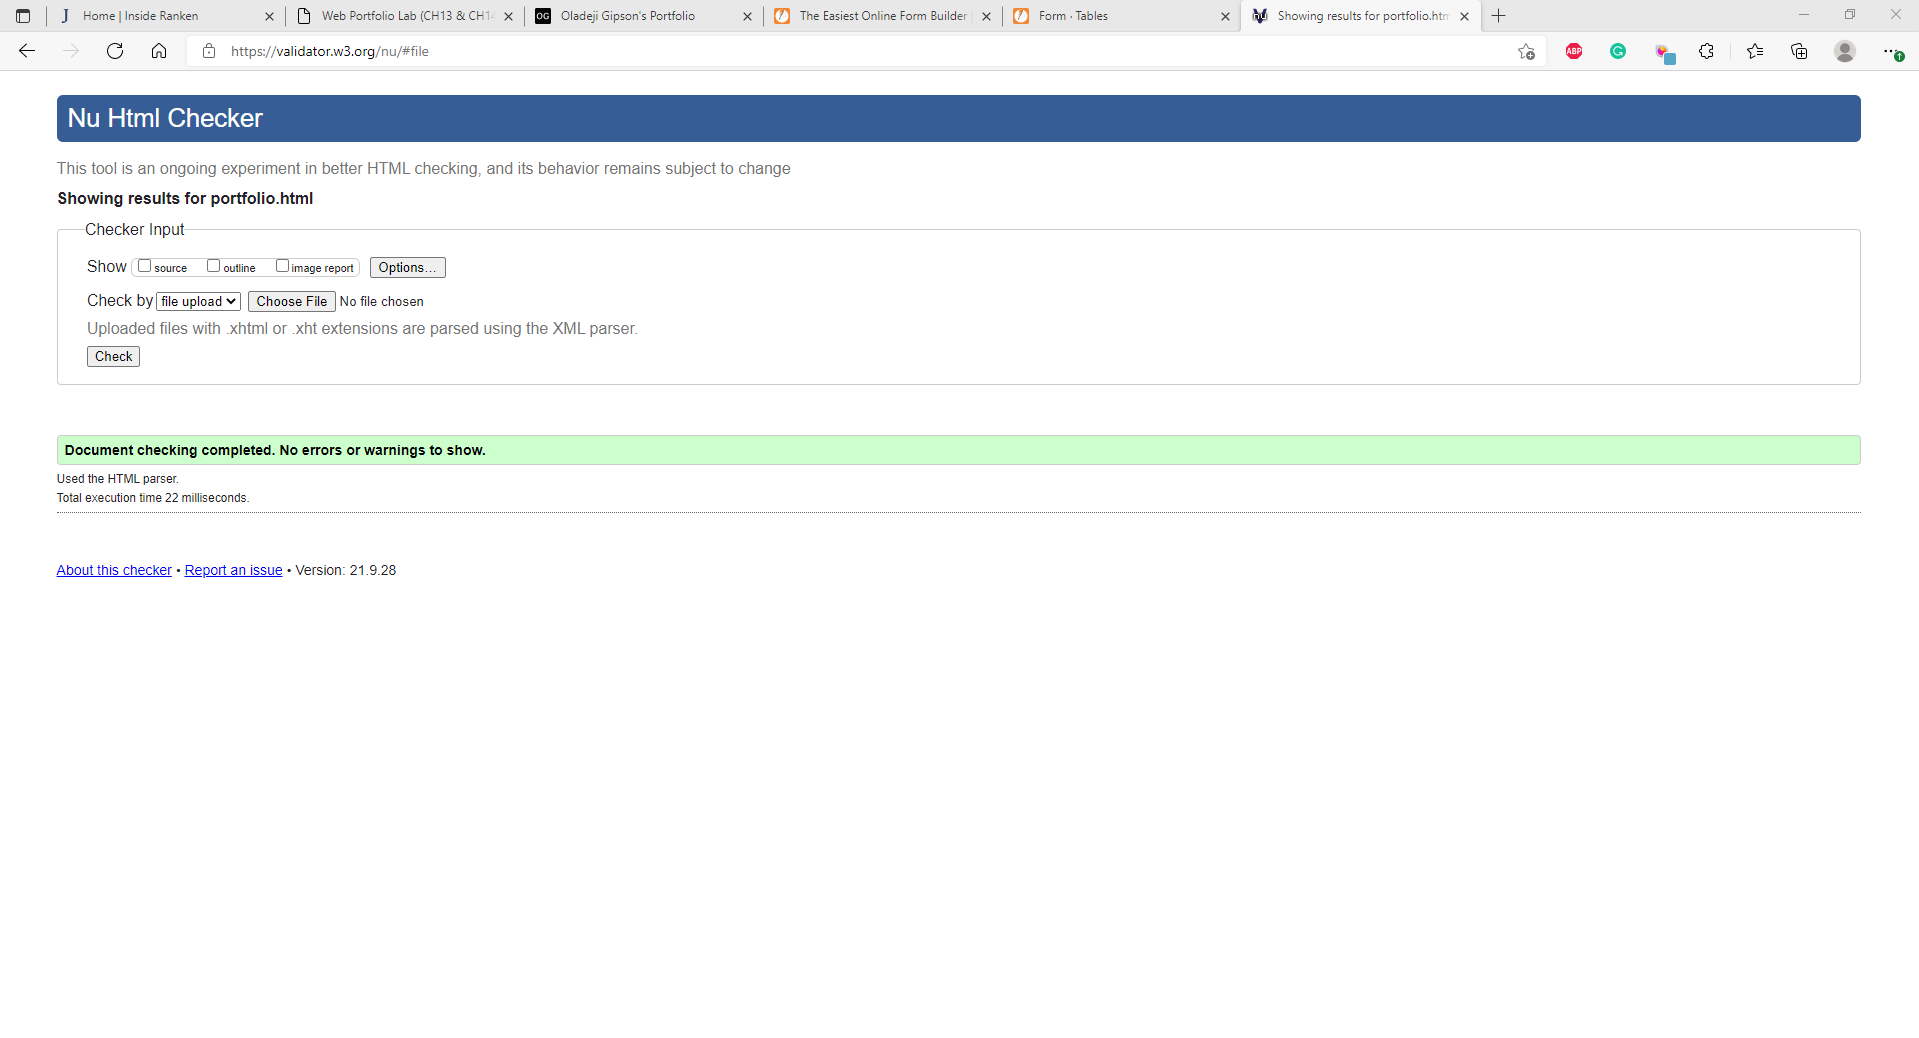 J Home | Inside Ranken
Web Portfolio Lab (CH13 & CH14
OG Oladeji Gipson's Portfolio
The Easiest Online Form Builder
Form · Tables
nu Showing results for portfolio.htm
https://validator.w3.org/nu/#file
ABP
G
Nu Html Checker
This tool is an ongoing experiment in better HTML checking, and its behavior remains subject to change
Showing results for portfolio.html
Checker Input
Show source outline image report Options...
Check by file upload Choose File No file chosen
Uploaded files with .xhtml or .xht extensions are parsed using the XML parser.
Check
Document checking completed. No errors or warnings to show.
Used the HTML parser.
Total execution time 22 milliseconds.
About this checker • Report an issue • Version: 21.9.28